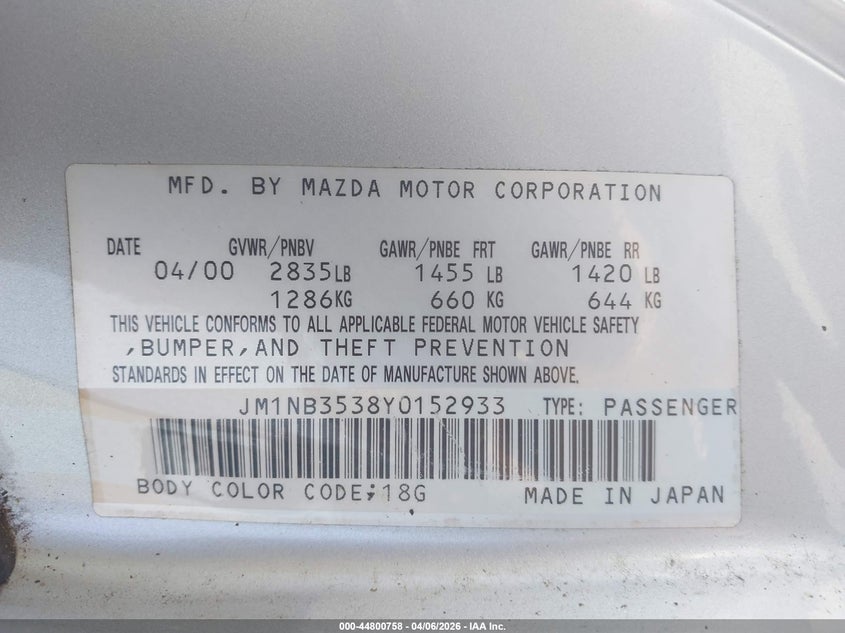 MFD. BY MAZDA MOTOR CORPORATION
DATE GVWR/PNBV GAWR/PNBE FRT GAWR/PNBE RR
04/00 2835LB 1455 LB 1420 LB
1286KG 660 KG 644 KG
THIS VEHICLE CONFORMS TO ALL APPLICABLE FEDERAL MOTOR VEHICLE SAFETY
,BUMPER,AND THEFT PREVENTION
STANDARDS IN EFFECT ON THE DATE OF MANUFACTURE SHOWN ABOVE.
JM1NB3538Y0152933 TYPE: PASSENGER
BODY COLOR CODE;18G MADE IN JAPAN
000-44800758 - 04/06/2026 - IAA Inc.